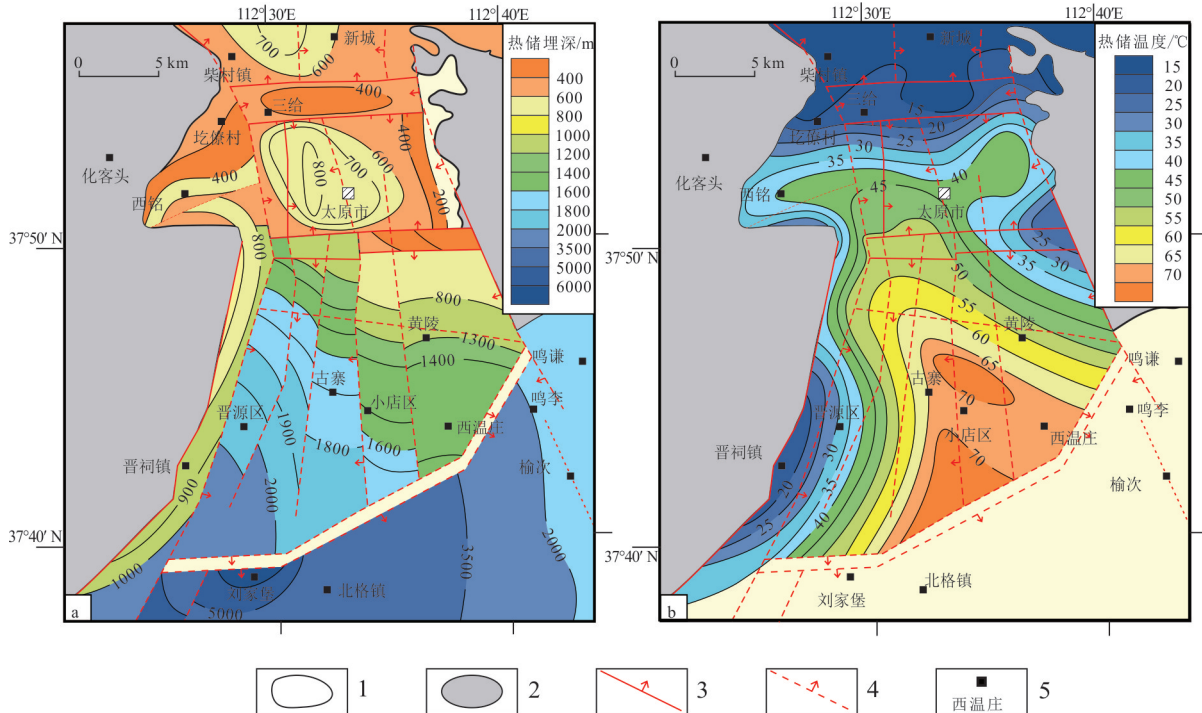 112°30′E
112°40′E
112°30′E
112°40′E
热储埋深/m
400
600
800
1000
1200
1400
1600
1800
3500
5000
6000
700
600
新城
0 5 km
柴村镇
400
三给
圪僚村
400
化客头
400
西铭
800
700
600
太原市
200
37°50′ N
800
800
黄陵
1300
1400
鸣谦
古寨
小店区
鸣李
晋源区
1900
1800
1600
西温庄
晋祠镇
榆次
900
2000
2000
3500
37°40′ N
1000
刘家堡
北格镇
5000
a
热储温度/℃
15
20
25
30
35
40
45
50
55
60
65
70
新城
0 5 km
柴村镇
三给
15
20
25
圪僚村
30
35
40
化客头
西铭
45
太原市
25
30
35
37°50′ N
50
55
黄陵
60
65
鸣谦
古寨
70
小店区
鸣李
晋源区
西温庄
70
晋祠镇
榆次
20
25
30
35
40
37°40′ N
刘家堡
北格镇
b
1
2
3
4
西温庄
5